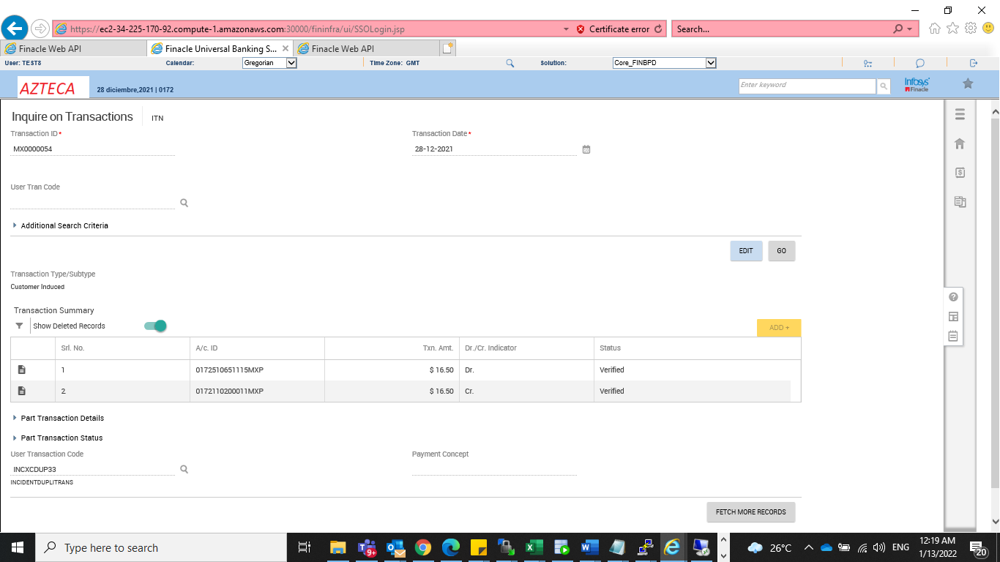 https://ec2-34-225-170-92.compute-1.amazonaws.com:30000/fininfra/ui/SSOLogin.jsp Certificate error Search...
Finacle Web API Finacle Universal Banking S... Finacle Web API
User: TEST8 Calendar: Gregorian Time Zone: GMT Solution: Core_FINBPD
AZTECA 28 diciembre,2021 | 0172 Enter keyword Infosys Finacle
Inquire on Transactions ITN
Transaction ID* Transaction Date*
MX0000054 28-12-2021
User Tran Code
Additional Search Criteria
EDIT GO
Transaction Type/Subtype
Customer Induced
Transaction Summary
Show Deleted Records
ADD +
Srl. No. A/c. ID Txn. Amt. Dr./Cr. Indicator Status
1 0172510651115MXP $ 16.50 Dr. Verified
2 0172110200011MXP $ 16.50 Cr. Verified
Part Transaction Details
Part Transaction Status
User Transaction Code Payment Concept
INCXCDUP33
INCIDENTDUPLITRANS
FETCH MORE RECORDS
Type here to search 9+ 26°C ENG 12:19 AM
1/13/2022 20